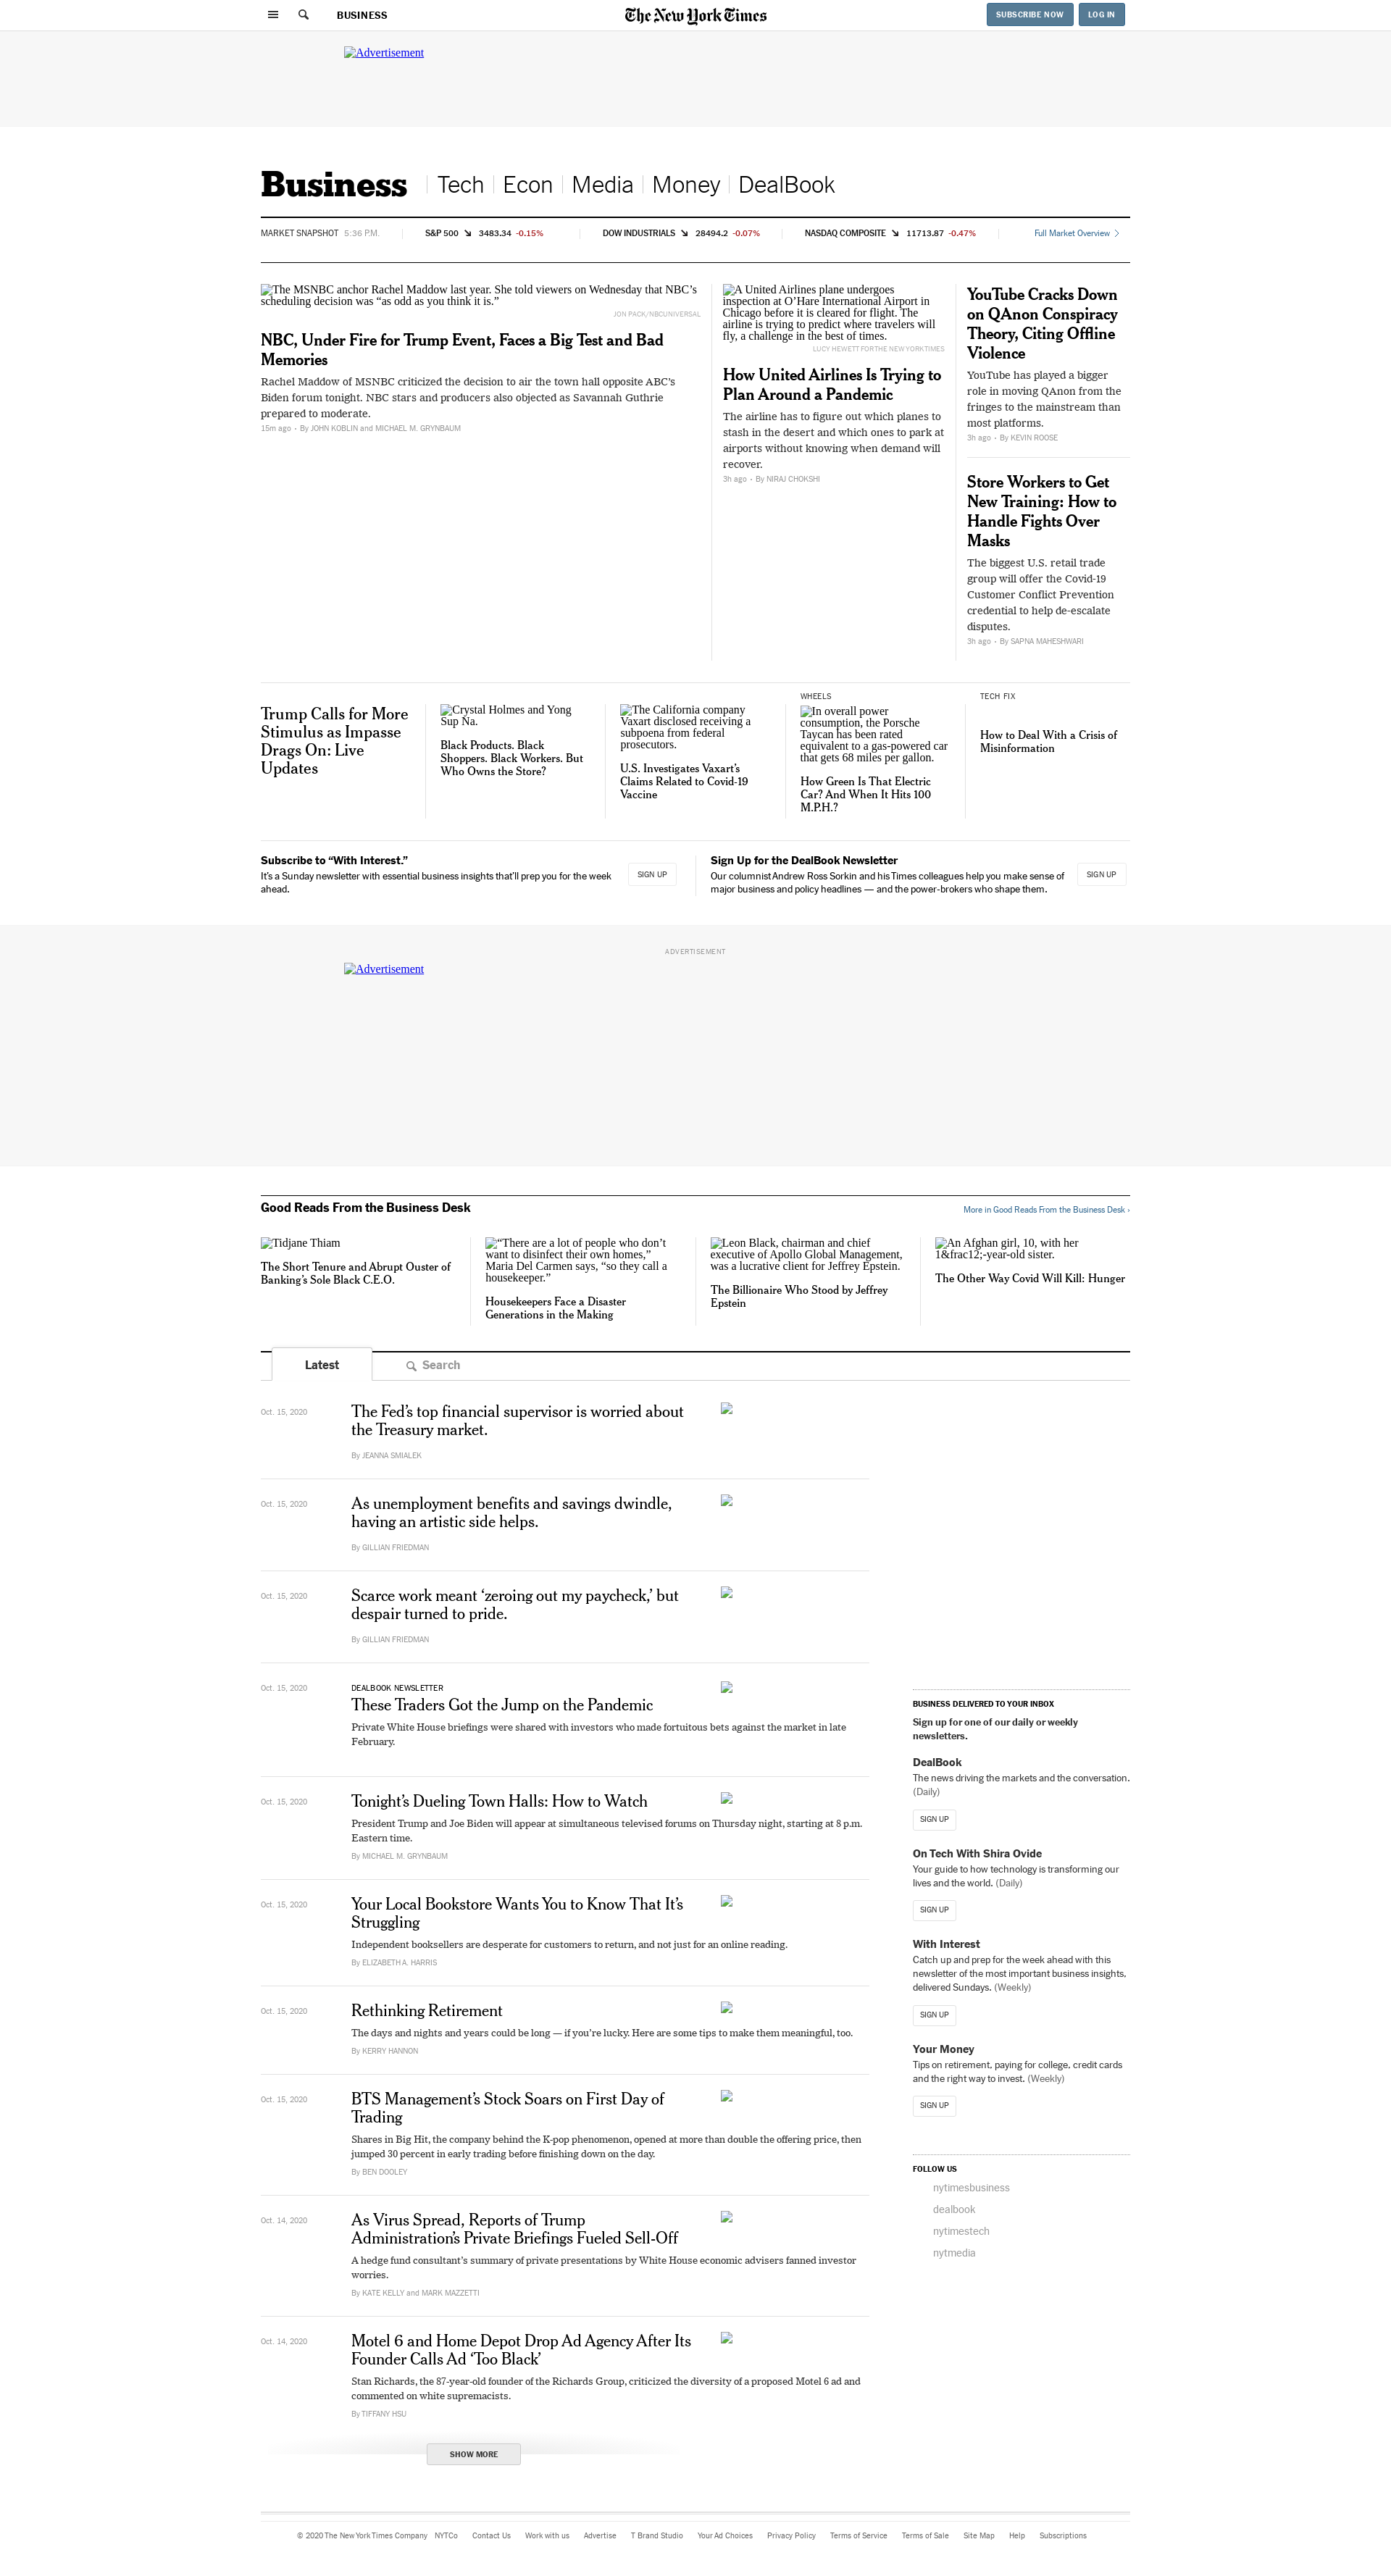 BUSINESS
The New York Times
SUBSCRIBE NOW
LOG IN
Advertisement
Business
Tech
Econ
Media
Money
DealBook
MARKET SNAPSHOT 5:36 P.M.
S&P 500 3483.34 -0.15%
DOW INDUSTRIALS 28494.2 -0.07%
NASDAQ COMPOSITE 11713.87 -0.47%
Full Market Overview
The MSNBC anchor Rachel Maddow last year. She told viewers on Wednesday that NBC’s
scheduling decision was “as odd as you think it is.”
JON PACK/NBCUNIVERSAL
NBC, Under Fire for Trump Event, Faces a Big Test and Bad
Memories
Rachel Maddow of MSNBC criticized the decision to air the town hall opposite ABC’s
Biden forum tonight. NBC stars and producers also objected as Savannah Guthrie
prepared to moderate.
15m ago • By JOHN KOBLIN and MICHAEL M. GRYNBAUM
A United Airlines plane undergoes
inspection at O’Hare International Airport in
Chicago before it is cleared for flight. The
airline is trying to predict where travelers will
fly, a challenge in the best of times.
LUCY HEWETT FOR THE NEW YORK TIMES
How United Airlines Is Trying to
Plan Around a Pandemic
The airline has to figure out which planes to
stash in the desert and which ones to park at
airports without knowing when demand will
recover.
3h ago • By NIRAJ CHOKSHI
YouTube Cracks Down
on QAnon Conspiracy
Theory, Citing Offline
Violence
YouTube has played a bigger
role in moving QAnon from the
fringes to the mainstream than
most platforms.
3h ago • By KEVIN ROOSE
Store Workers to Get
New Training: How to
Handle Fights Over
Masks
The biggest U.S. retail trade
group will offer the Covid-19
Customer Conflict Prevention
credential to help de-escalate
disputes.
3h ago • By SAPNA MAHESHWARI
Trump Calls for More
Stimulus as Impasse
Drags On: Live
Updates
Crystal Holmes and Yong
Sup Na.
Black Products. Black
Shoppers. Black Workers. But
Who Owns the Store?
The California company
Vaxart disclosed receiving a
subpoena from federal
prosecutors.
U.S. Investigates Vaxart’s
Claims Related to Covid-19
Vaccine
WHEELS
In overall power
consumption, the Porsche
Taycan has been rated
equivalent to a gas-powered car
that gets 68 miles per gallon.
How Green Is That Electric
Car? And When It Hits 100
M.P.H.?
TECH FIX
How to Deal With a Crisis of
Misinformation
Subscribe to “With Interest.”
It’s a Sunday newsletter with essential business insights that’ll prep you for the week
ahead.
SIGN UP
Sign Up for the DealBook Newsletter
Our columnist Andrew Ross Sorkin and his Times colleagues help you make sense of
major business and policy headlines — and the power-brokers who shape them.
SIGN UP
ADVERTISEMENT
Advertisement
Good Reads From the Business Desk
More in Good Reads From the Business Desk ›
Tidjane Thiam
The Short Tenure and Abrupt Ouster of
Banking’s Sole Black C.E.O.
“There are a lot of people who don’t
want to disinfect their own homes,”
Maria Del Carmen says, “so they call a
housekeeper.”
Housekeepers Face a Disaster
Generations in the Making
Leon Black, chairman and chief
executive of Apollo Global Management,
was a lucrative client for Jeffrey Epstein.
The Billionaire Who Stood by Jeffrey
Epstein
An Afghan girl, 10, with her
1&frac12;-year-old sister.
The Other Way Covid Will Kill: Hunger
Latest
Search
Oct. 15, 2020
The Fed’s top financial supervisor is worried about
the Treasury market.
By JEANNA SMIALEK
Oct. 15, 2020
As unemployment benefits and savings dwindle,
having an artistic side helps.
By GILLIAN FRIEDMAN
Oct. 15, 2020
Scarce work meant ‘zeroing out my paycheck,’ but
despair turned to pride.
By GILLIAN FRIEDMAN
Oct. 15, 2020
DEALBOOK NEWSLETTER
These Traders Got the Jump on the Pandemic
Private White House briefings were shared with investors who made fortuitous bets against the market in late
February.
Oct. 15, 2020
Tonight’s Dueling Town Halls: How to Watch
President Trump and Joe Biden will appear at simultaneous televised forums on Thursday night, starting at 8 p.m.
Eastern time.
By MICHAEL M. GRYNBAUM
Oct. 15, 2020
Your Local Bookstore Wants You to Know That It’s
Struggling
Independent booksellers are desperate for customers to return, and not just for an online reading.
By ELIZABETH A. HARRIS
Oct. 15, 2020
Rethinking Retirement
The days and nights and years could be long — if you’re lucky. Here are some tips to make them meaningful, too.
By KERRY HANNON
Oct. 15, 2020
BTS Management’s Stock Soars on First Day of
Trading
Shares in Big Hit, the company behind the K-pop phenomenon, opened at more than double the offering price, then
jumped 30 percent in early trading before finishing down on the day.
By BEN DOOLEY
Oct. 14, 2020
As Virus Spread, Reports of Trump
Administration’s Private Briefings Fueled Sell-Off
A hedge fund consultant’s summary of private presentations by White House economic advisers fanned investor
worries.
By KATE KELLY and MARK MAZZETTI
Oct. 14, 2020
Motel 6 and Home Depot Drop Ad Agency After Its
Founder Calls Ad ‘Too Black’
Stan Richards, the 87-year-old founder of the Richards Group, criticized the diversity of a proposed Motel 6 ad and
commented on white supremacists.
By TIFFANY HSU
SHOW MORE
BUSINESS DELIVERED TO YOUR INBOX
Sign up for one of our daily or weekly
newsletters.
DealBook
The news driving the markets and the conversation.
(Daily)
SIGN UP
On Tech With Shira Ovide
Your guide to how technology is transforming our
lives and the world. (Daily)
SIGN UP
With Interest
Catch up and prep for the week ahead with this
newsletter of the most important business insights,
delivered Sundays. (Weekly)
SIGN UP
Your Money
Tips on retirement, paying for college, credit cards
and the right way to invest. (Weekly)
SIGN UP
FOLLOW US
nytimesbusiness
dealbook
nytimestech
nytmedia
© 2020 The New York Times Company NYTCo Contact Us Work with us Advertise T Brand Studio Your Ad Choices Privacy Policy Terms of Service Terms of Sale Site Map Help Subscriptions